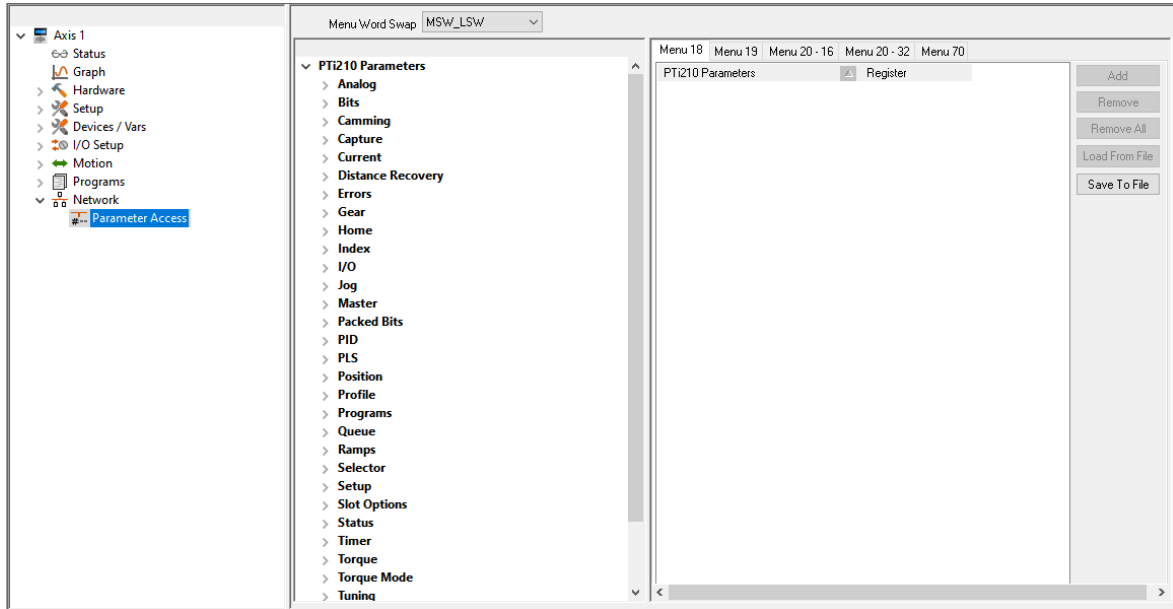 Menu Word Swap MSW_LSW
Axis 1
Status
Graph
Hardware
Setup
Devices / Vars
I/O Setup
Motion
Programs
Network
#-- Parameter Access
PTi210 Parameters
Analog
Bits
Camming
Capture
Current
Distance Recovery
Errors
Gear
Home
Index
I/O
Jog
Master
Packed Bits
PID
PLS
Position
Profile
Programs
Queue
Ramps
Selector
Setup
Slot Options
Status
Timer
Torque
Torque Mode
Tuning
Menu 18 Menu 19 Menu 20 - 16 Menu 20 - 32 Menu 70
PTi210 Parameters Register
Add
Remove
Remove All
Load From File
Save To File